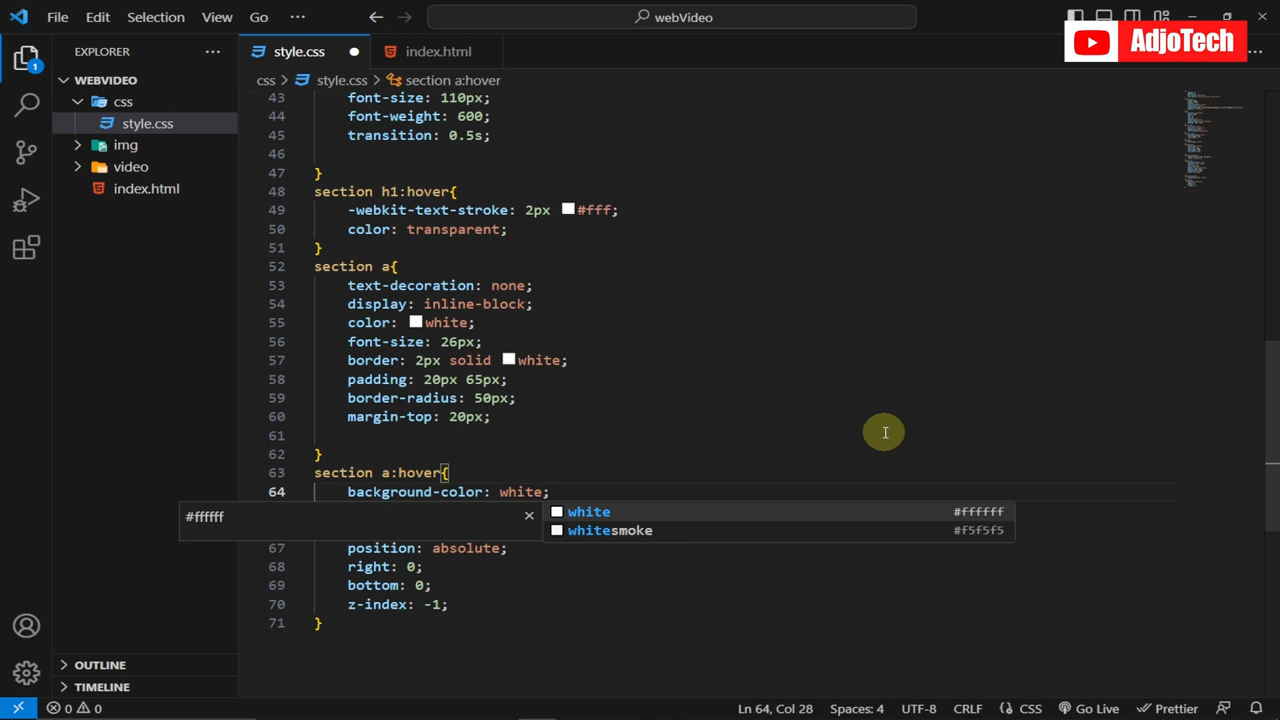 File Edit Selection View Go ··· webVideo
AdjoTech
EXPLORER ···
style.css index.html ···
WEBVIDEO
css
style.css
img
video
index.html
css > style.css > section a:hover
43 font-size: 110px;
44 font-weight: 600;
45 transition: 0.5s;
46
47 }
48 section h1:hover{
49 -webkit-text-stroke: 2px #fff;
50 color: transparent;
51 }
52 section a{
53 text-decoration: none;
54 display: inline-block;
55 color: white;
56 font-size: 26px;
57 border: 2px solid white;
58 padding: 20px 65px;
59 border-radius: 50px;
60 margin-top: 20px;
61
62 }
63 section a:hover{
64 background-color: white;
#ffffff
white #ffffff
whitesmoke #f5f5f5
67 position: absolute;
68 right: 0;
69 bottom: 0;
70 z-index: -1;
71 }
OUTLINE
TIMELINE
0 0 Ln 64, Col 28 Spaces: 4 UTF-8 CRLF {} CSS Go Live Prettier